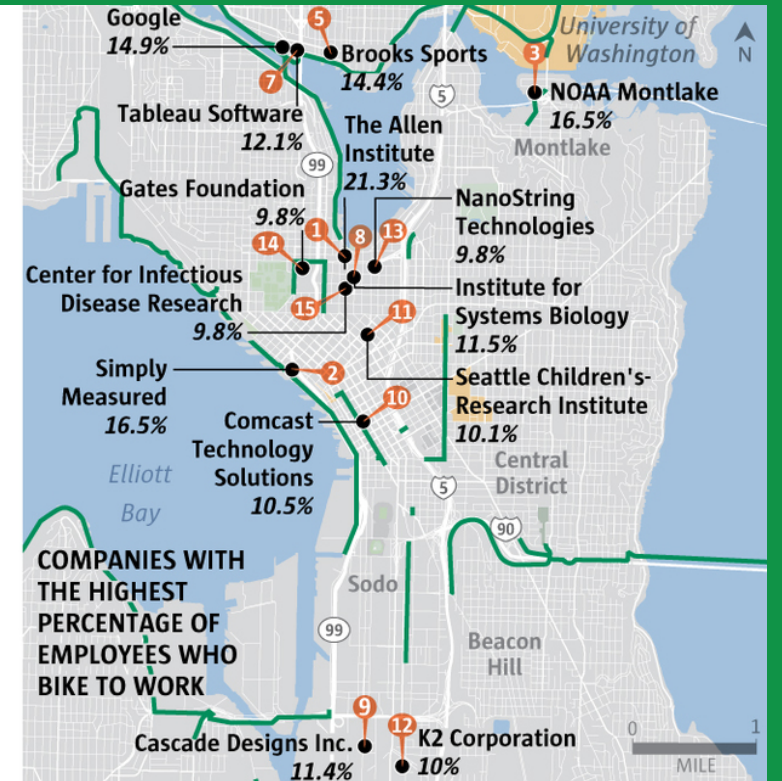 Google
14.9%
5
Brooks Sports
14.4%
7
Tableau Software
12.1%
University of
Washington
N
3
NOAA Montlake
16.5%
Montlake
5
99
The Allen
Institute
21.3%
1
Gates Foundation
9.8%
14
8
13
NanoString
Technologies
9.8%
Center for Infectious
Disease Research
9.8%
15
Institute for
Systems Biology
11.5%
11
Seattle Children's-
Research Institute
10.1%
Simply
Measured
16.5%
2
10
Comcast
Technology
Solutions
10.5%
Central
District
Elliott
Bay
5
90
COMPANIES WITH
THE HIGHEST
PERCENTAGE OF
EMPLOYEES WHO
BIKE TO WORK
Sodo
99
Beacon
Hill
9
Cascade Designs Inc.
11.4%
12
K2 Corporation
10%
0 1
MILE